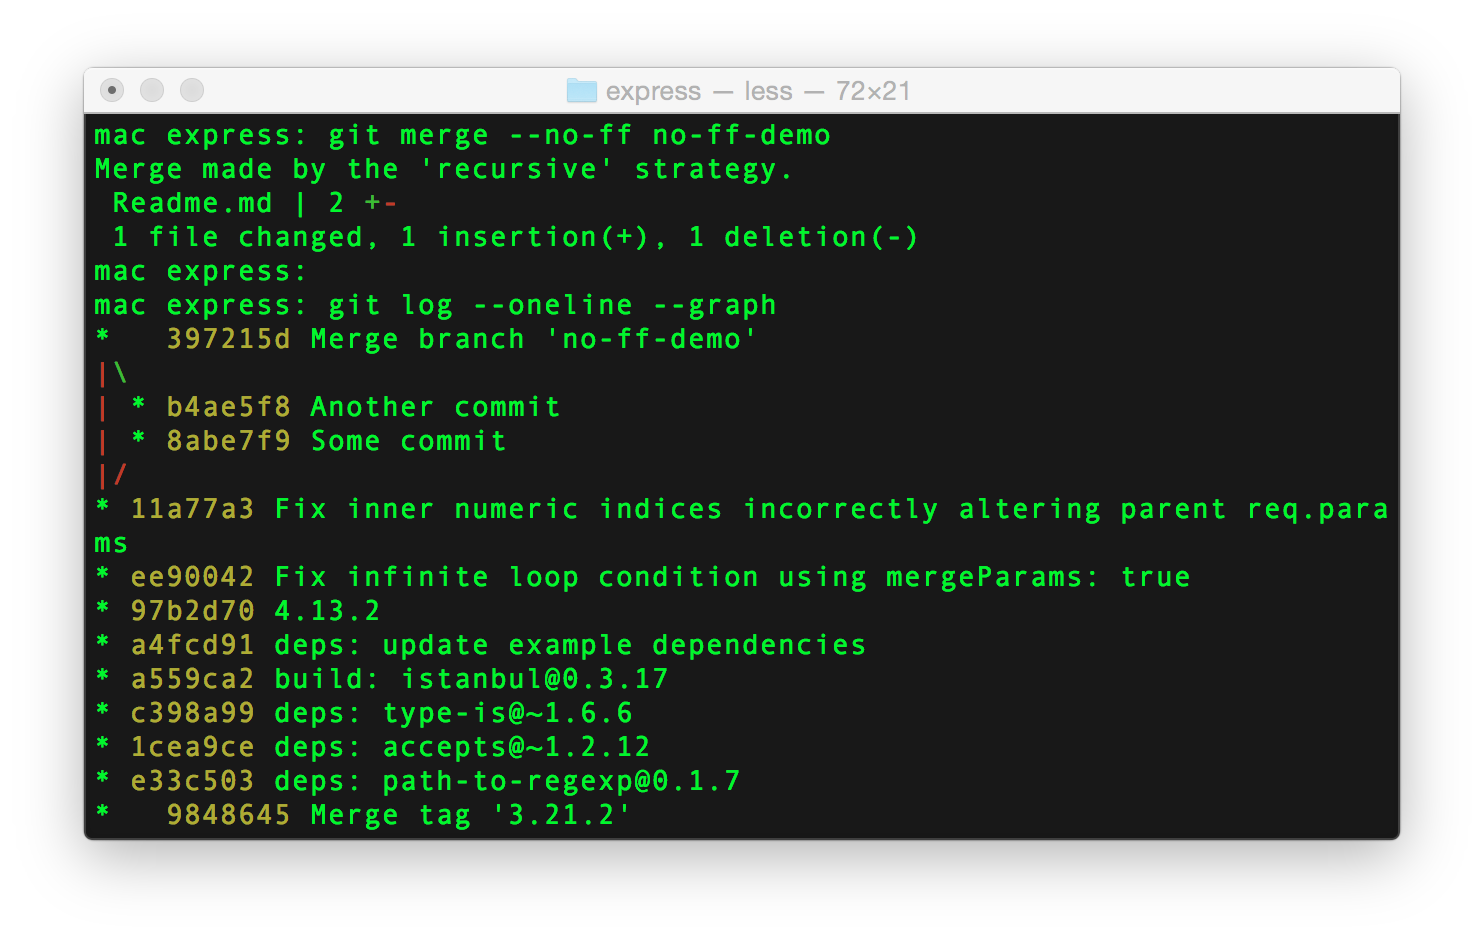 express — less — 72×21
mac express: git merge --no-ff no-ff-demo
Merge made by the 'recursive' strategy.
 Readme.md | 2 +-
 1 file changed, 1 insertion(+), 1 deletion(-)
mac express:
mac express: git log --oneline --graph
*   397215d Merge branch 'no-ff-demo'
|\
| * b4ae5f8 Another commit
| * 8abe7f9 Some commit
|/
* 11a77a3 Fix inner numeric indices incorrectly altering parent req.para
ms
* ee90042 Fix infinite loop condition using mergeParams: true
* 97b2d70 4.13.2
* a4fcd91 deps: update example dependencies
* a559ca2 build: istanbul@0.3.17
* c398a99 deps: type-is@~1.6.6
* 1cea9ce deps: accepts@~1.2.12
* e33c503 deps: path-to-regexp@0.1.7
*   9848645 Merge tag '3.21.2'